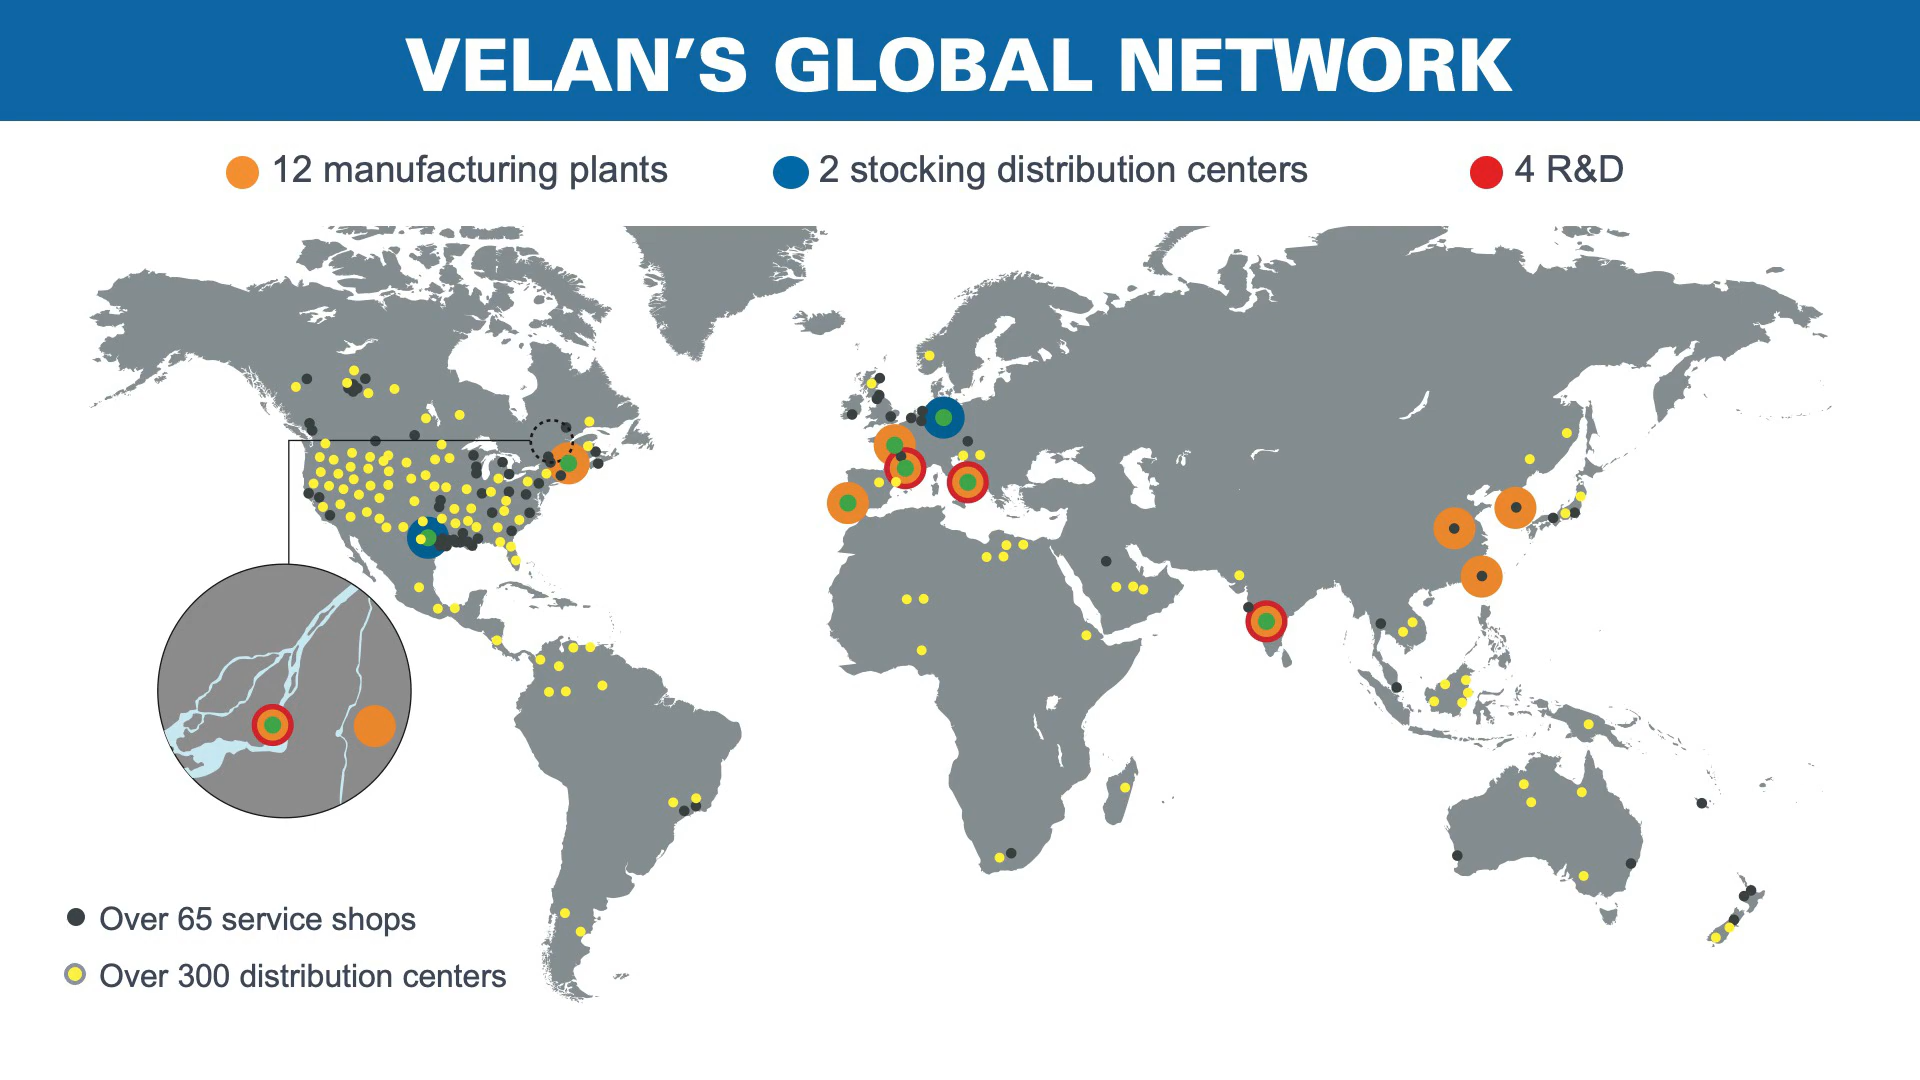 VELAN’S GLOBAL NETWORK
12 manufacturing plants
2 stocking distribution centers
4 R&D
Over 65 service shops
Over 300 distribution centers